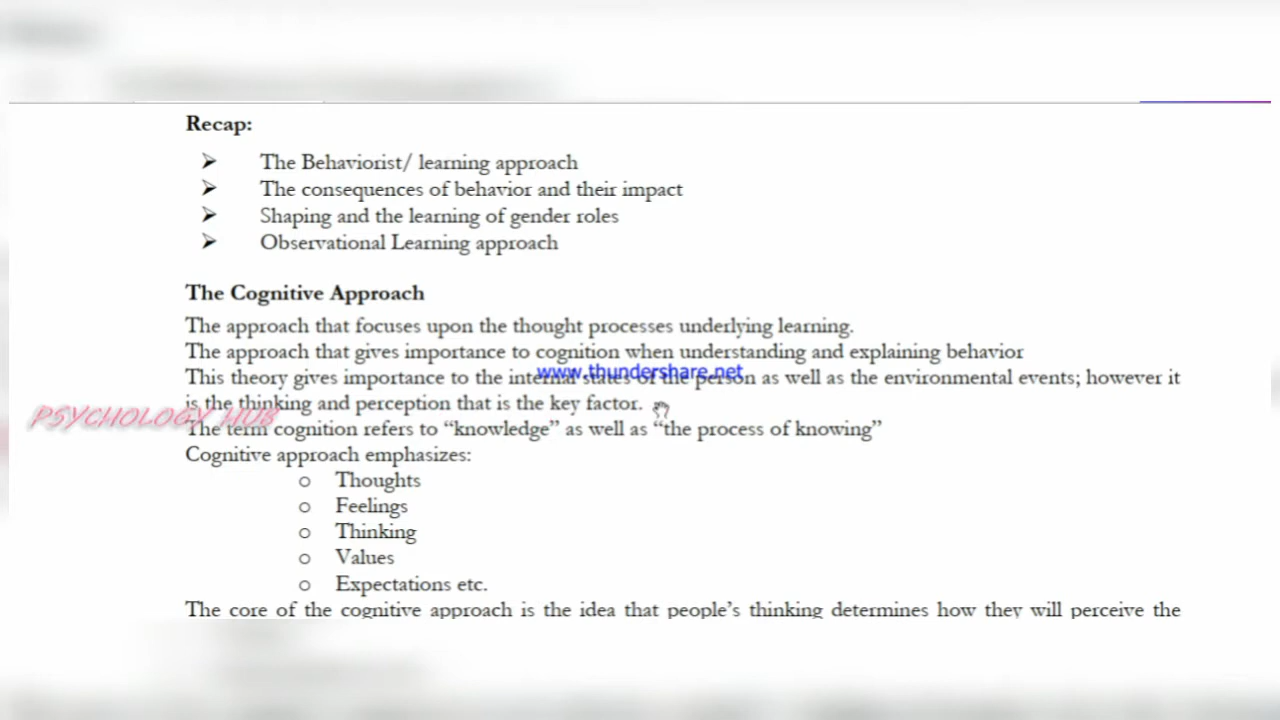 Recap:
➢ The Behaviorist/ learning approach
➢ The consequences of behavior and their impact
➢ Shaping and the learning of gender roles
➢ Observational Learning approach
The Cognitive Approach
The approach that focuses upon the thought processes underlying learning.
The approach that gives importance to cognition when understanding and explaining behavior
www.thundershare.net
This theory gives importance to the internal states of the person as well as the environmental events; however it
is the thinking and perception that is the key factor.
PSYCHOLOGY HUB
The term cognition refers to “knowledge” as well as “the process of knowing”
Cognitive approach emphasizes:
o Thoughts
o Feelings
o Thinking
o Values
o Expectations etc.
The core of the cognitive approach is the idea that people’s thinking determines how they will perceive the